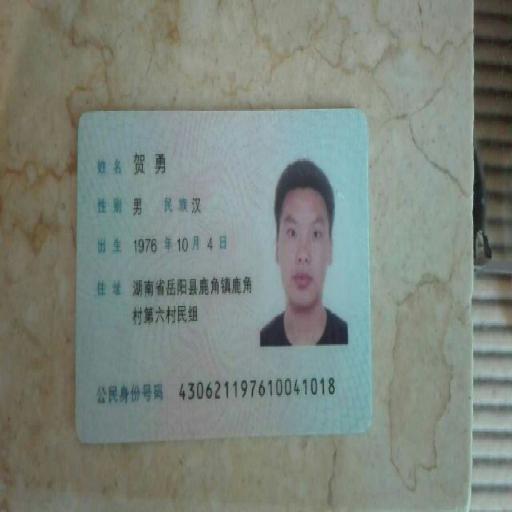 姓名 贺勇
性别 男 民族 汉
出生 1976 年 10 月 4 日
住址 湖南省岳阳县鹿角镇鹿角
村第六村民组
公民身份号码 430621197610041018